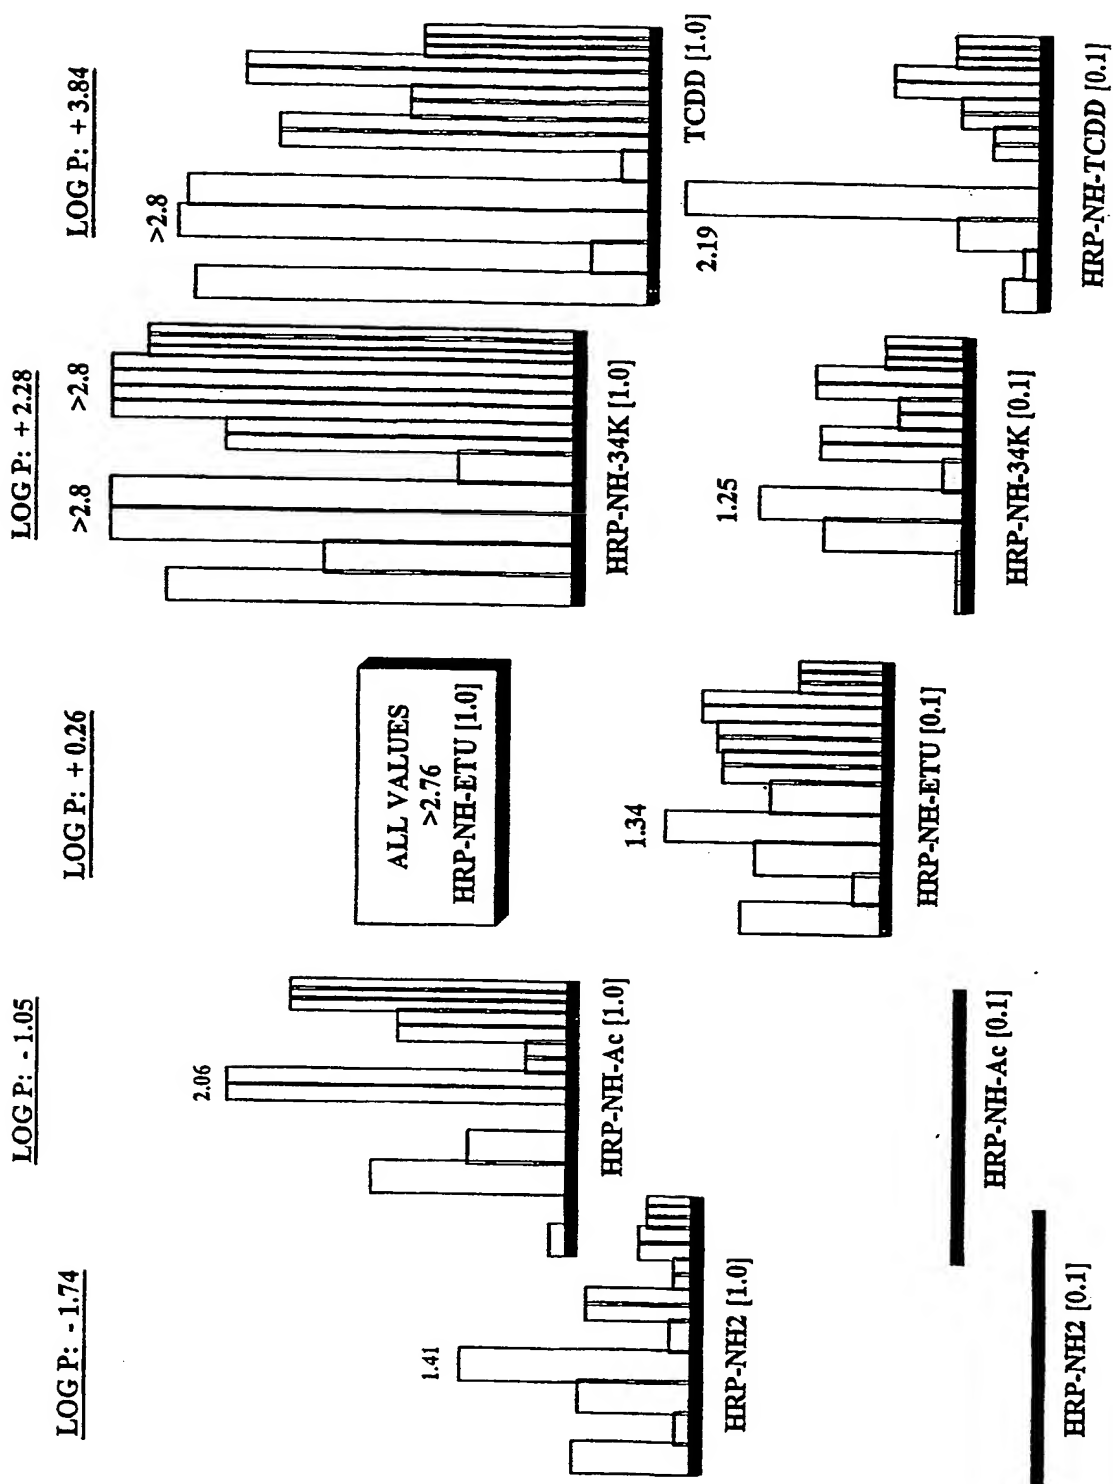 LOG P: - 1.74
LOG P: - 1.05
LOG P: + 0.26
LOG P: + 2.28
LOG P: + 3.84
1.41
HRP-NH2 [1.0]
2.06
HRP-NH-Ac [1.0]
ALL VALUES
>2.76
HRP-NH-ETU [1.0]
>2.8
>2.8
HRP-NH-34K [1.0]
>2.8
TCDD [1.0]
HRP-NH2 [0.1]
HRP-NH-Ac [0.1]
1.34
HRP-NH-ETU [0.1]
1.25
HRP-NH-34K [0.1]
2.19
HRP-NH-TCDD [0.1]